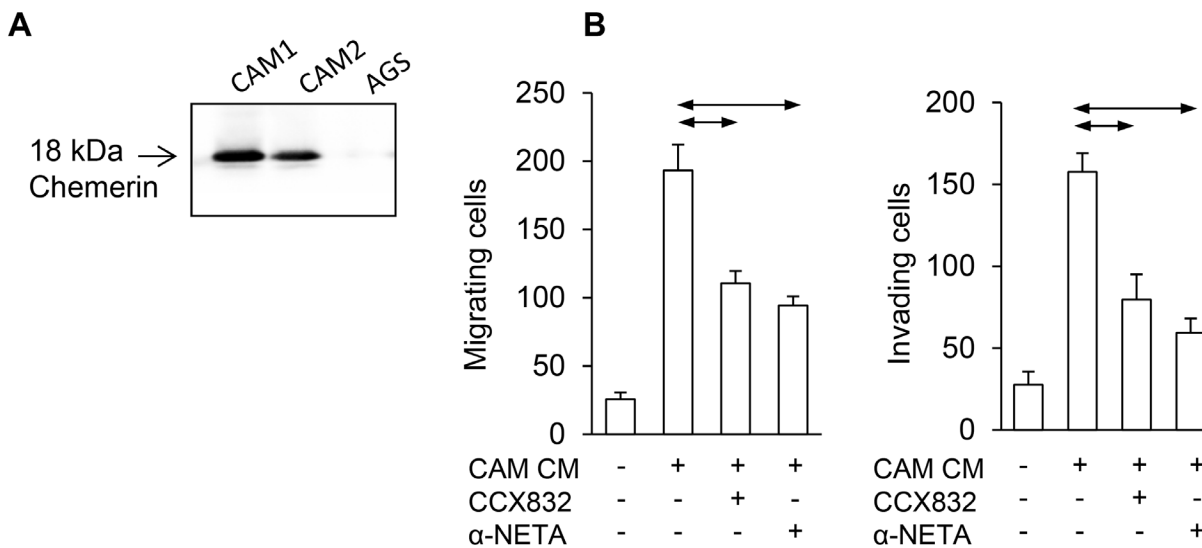 A
CAM1 CAM2 AGS
18 kDa
Chemerin
B
Migrating cells
250
200
150
100
50
0
CAM CM - + + +
CCX832 - - + -
α-NETA - - - +
Invading cells
200
150
100
50
0
CAM CM - + + +
CCX832 - - + -
α-NETA - - - +